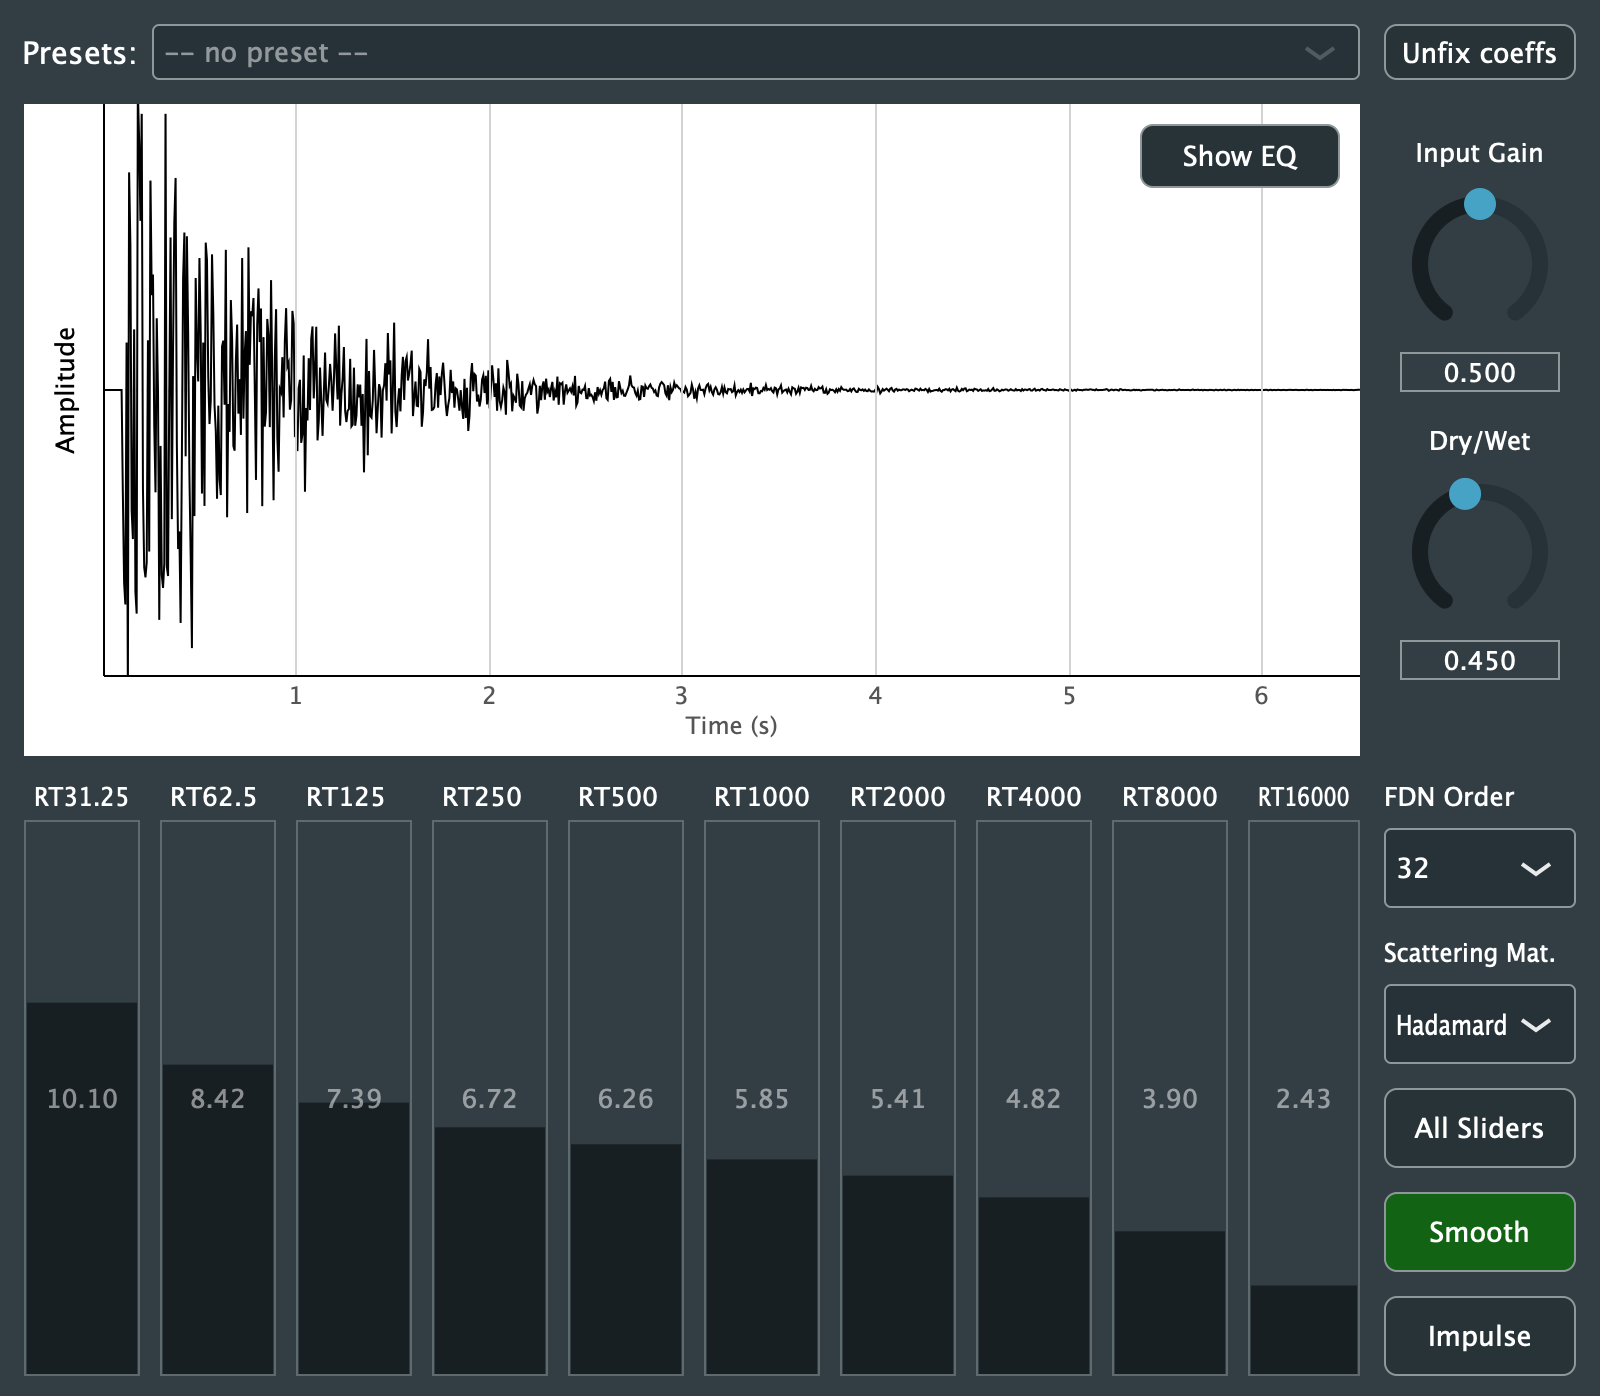 Presets:
-- no preset --
Unfix coeffs
Show EQ
Input Gain
0.500
Dry/Wet
0.450
Amplitude
1 2 3 4 5 6
Time (s)
RT31.25 RT62.5 RT125 RT250 RT500 RT1000 RT2000 RT4000 RT8000 RT16000
10.10 8.42 7.39 6.72 6.26 5.85 5.41 4.82 3.90 2.43
FDN Order
32
Scattering Mat.
Hadamard
All Sliders
Smooth
Impulse